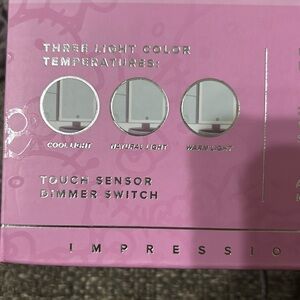 THREE LIGHT COLOR
TEMPERATURES:
COOL LIGHT NATURAL LIGHT WARM LIGHT
TOUCH SENSOR
DIMMER SWITCH
IMPRESSIO